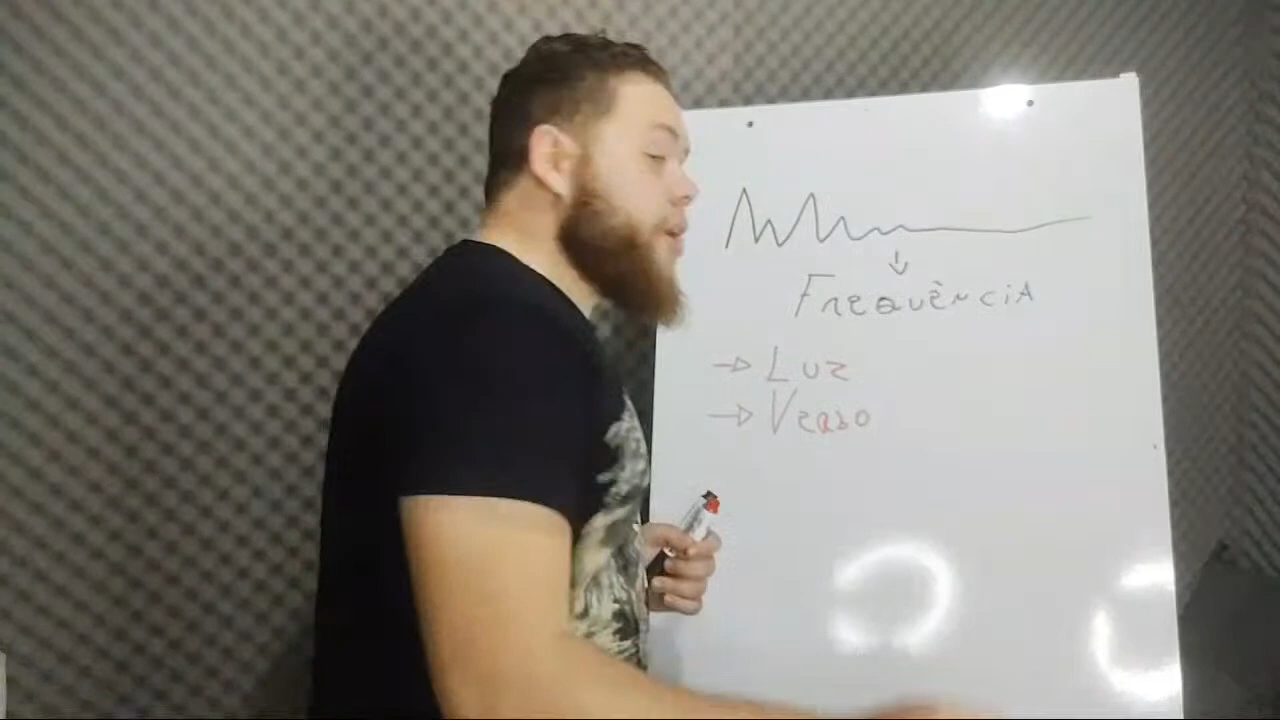 FREQUÊNCIA
→ Luz
→ Verbo